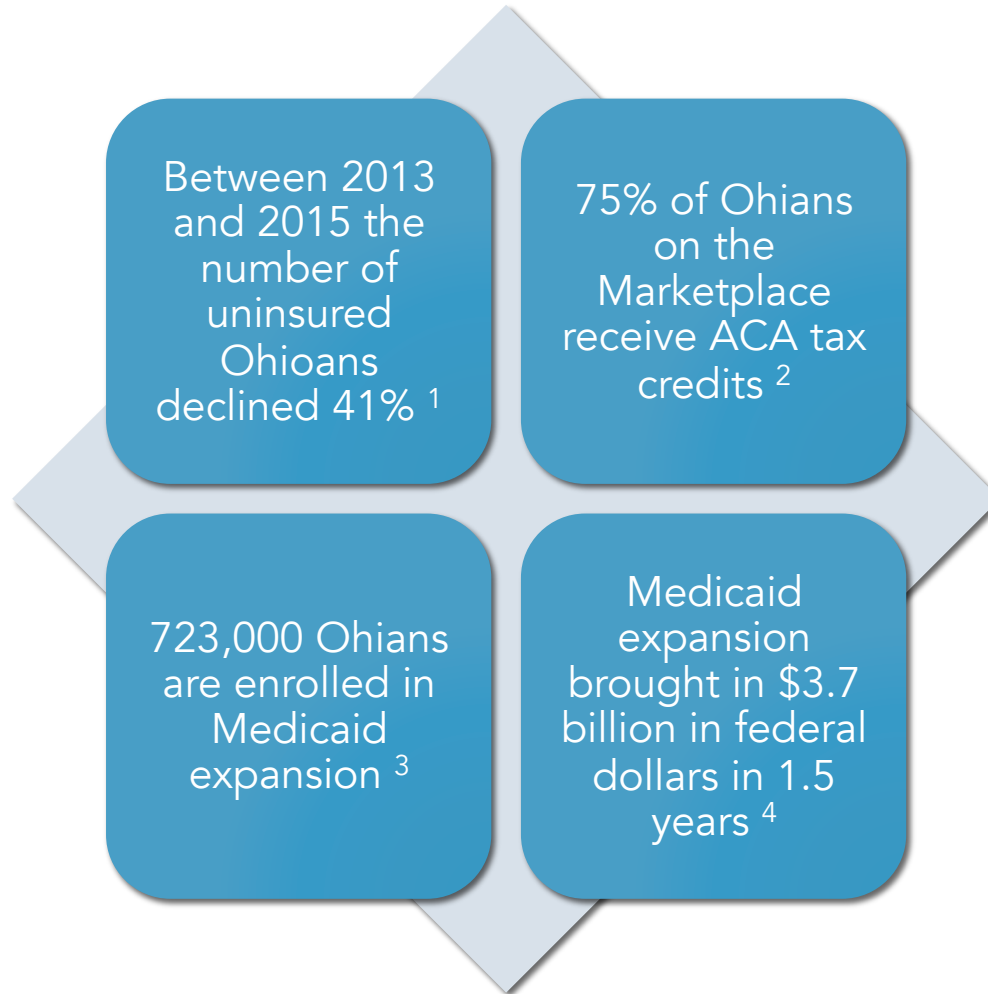 Between 2013
and 2015 the
number of
uninsured
Ohioans
declined 41% ¹
75% of Ohians
on the
Marketplace
receive ACA tax
credits ²
723,000 Ohians
are enrolled in
Medicaid
expansion ³
Medicaid
expansion
brought in $3.7
billion in federal
dollars in 1.5
years ⁴